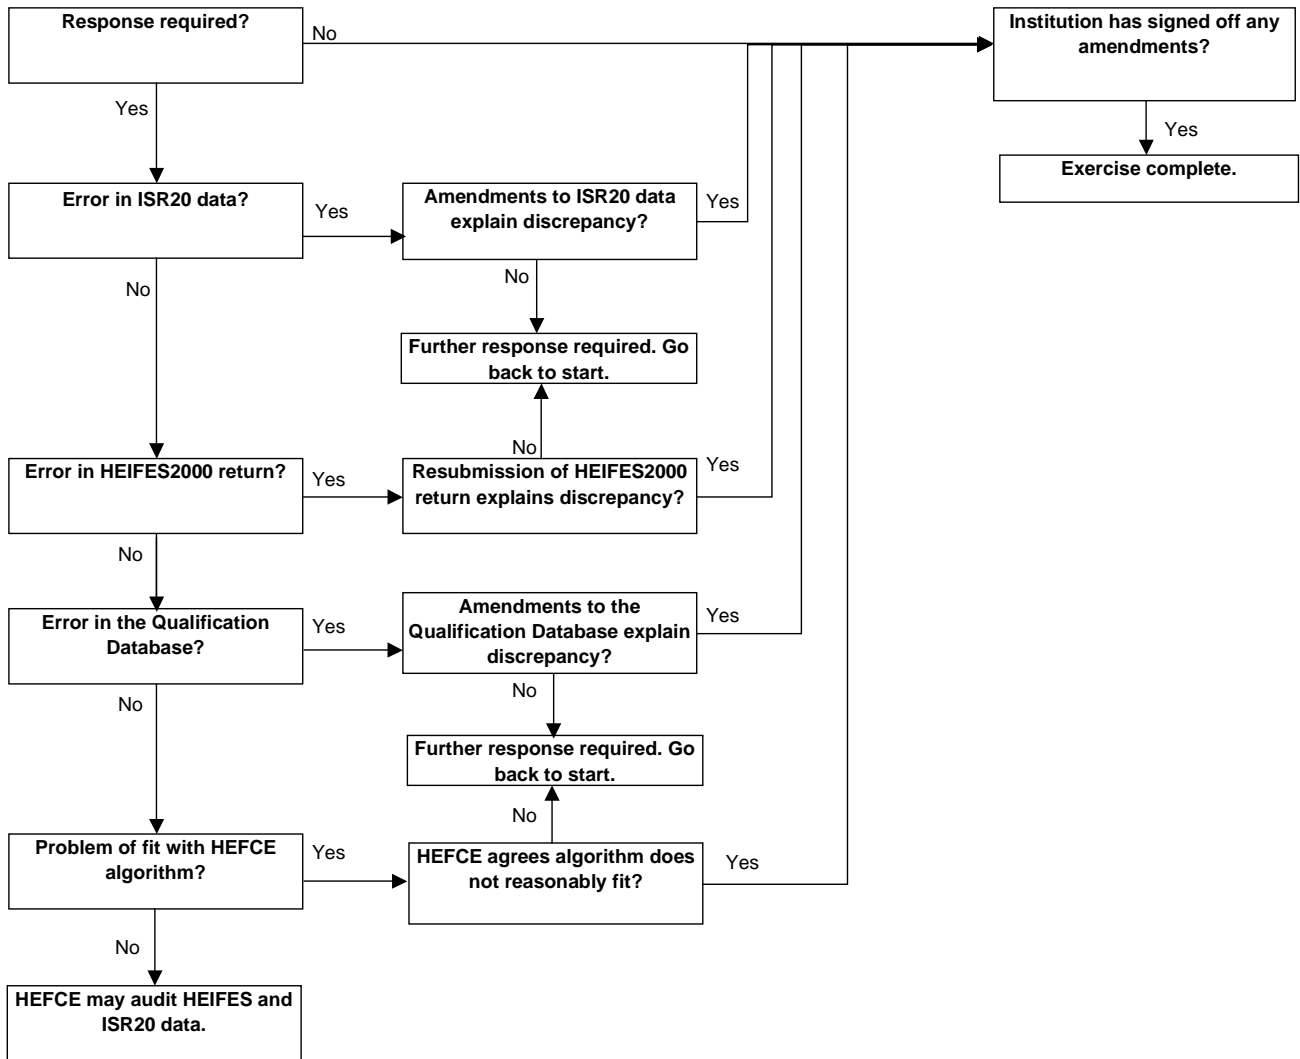 Response required?
No
Institution has signed off any
amendments?
Yes
Yes
Exercise complete.
Error in ISR20 data?
Yes
Amendments to ISR20 data
explain discrepancy?
Yes
No
No
Further response required. Go
back to start.
No
Error in HEIFES2000 return?
Yes
Resubmission of HEIFES2000
return explains discrepancy?
Yes
No
Error in the Qualification
Database?
Yes
Amendments to the
Qualification Database explain
discrepancy?
Yes
No
No
Further response required. Go
back to start.
No
Problem of fit with HEFCE
algorithm?
Yes
HEFCE agrees algorithm does
not reasonably fit?
Yes
No
HEFCE may audit HEIFES and
ISR20 data.